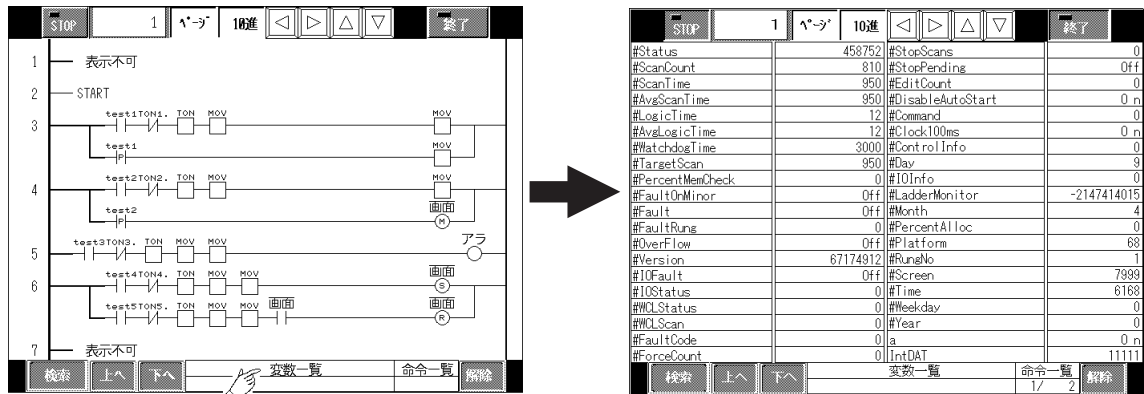 STOP 1 ページ 10進 終了
1 表示不可
2 START
test1TON1. TON MOV MOV
3
test1 MOV
P
test2TON2. TON MOV MOV
4
test2 画面
P M
test3TON3. TON MOV MOV アラ
5
test4TON4. TON MOV MOV 画面
6 S
test5TON5. TON MOV MOV 画面 画面
R
7 表示不可
検索 上へ 下へ 変数一覧 命令一覧 解除
STOP 1 ページ 10進 終了
#Status 458752 #StopScans 0
#ScanCount 810 #StopPending Off
#ScanTime 950 #EditCount 0
#AvgScanTime 950 #DisableAutoStart O n
#LogicTime 12 #Command 0
#AvgLogicTime 12 #Clock100ms O n
#WatchdogTime 3000 #ControlInfo 0
#TargetScan 950 #Day 9
#PercentMemCheck 0 #IOInfo 0
#FaultOnMinor Off #LadderMonitor -2147414015
#Fault Off #Month 4
#FaultRung 0 #PercentAlloc 0
#OverFlow Off #Platform 68
#Version 67174912 #RungNo 1
#IOFault Off #Screen 7999
#IOStatus 0 #Time 6168
#WCLStatus 0 #Weekday 0
#WCLScan 0 #Year 0
#FaultCode 0 a O n
#ForceCount 0 IntDAT 11111
検索 上へ 下へ 変数一覧 命令一覧 解除
1/ 2